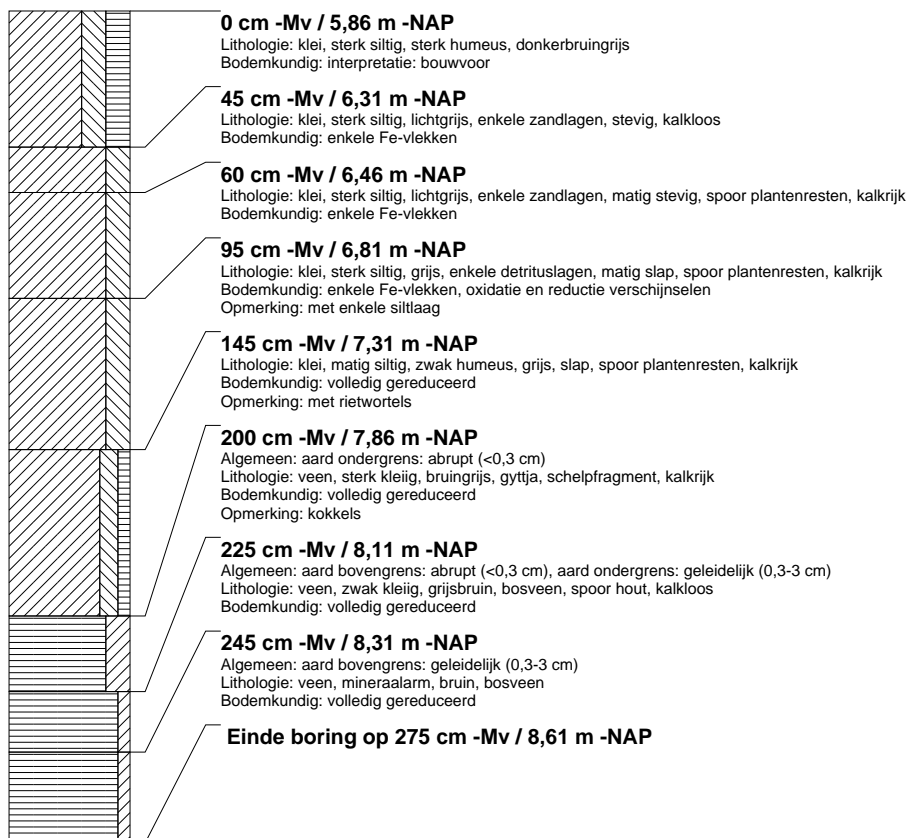 0 cm -Mv / 5,86 m -NAP
Lithologie: klei, sterk siltig, sterk humeus, donkerbruingrijs
Bodemkundig: interpretatie: bouwvoor
45 cm -Mv / 6,31 m -NAP
Lithologie: klei, sterk siltig, lichtgrijs, enkele zandlagen, stevig, kalkloos
Bodemkundig: enkele Fe-vlekken
60 cm -Mv / 6,46 m -NAP
Lithologie: klei, sterk siltig, lichtgrijs, enkele zandlagen, matig stevig, spoor plantenresten, kalkrijk
Bodemkundig: enkele Fe-vlekken
95 cm -Mv / 6,81 m -NAP
Lithologie: klei, sterk siltig, grijs, enkele detrituslagen, matig slap, spoor plantenresten, kalkrijk
Bodemkundig: enkele Fe-vlekken, oxidatie en reductie verschijnselen
Opmerking: met enkele siltlaag
145 cm -Mv / 7,31 m -NAP
Lithologie: klei, matig siltig, zwak humeus, grijs, slap, spoor plantenresten, kalkrijk
Bodemkundig: volledig gereduceerd
Opmerking: met rietwortels
200 cm -Mv / 7,86 m -NAP
Algemeen: aard ondergrens: abrupt (<0,3 cm)
Lithologie: veen, sterk kleiig, bruingrijs, gyttja, schelpfragment, kalkrijk
Bodemkundig: volledig gereduceerd
Opmerking: kokkels
225 cm -Mv / 8,11 m -NAP
Algemeen: aard bovengrens: abrupt (<0,3 cm), aard ondergrens: geleidelijk (0,3-3 cm)
Lithologie: veen, zwak kleiig, grijsbruin, bosveen, spoor hout, kalkloos
Bodemkundig: volledig gereduceerd
245 cm -Mv / 8,31 m -NAP
Algemeen: aard bovengrens: geleidelijk (0,3-3 cm)
Lithologie: veen, mineraalarm, bruin, bosveen
Bodemkundig: volledig gereduceerd
Einde boring op 275 cm -Mv / 8,61 m -NAP